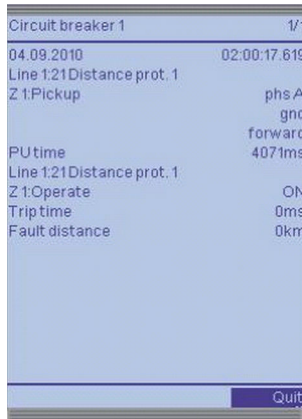 Circuit breaker 1 1/1
04.09.2010 02:00:17.619
Line 1:21 Distance prot. 1
Z 1:Pickup phs A
gnd
forward
PU time 4071ms
Line 1:21 Distance prot. 1
Z 1:Operate ON
Trip time 0ms
Fault distance 0km
Quit